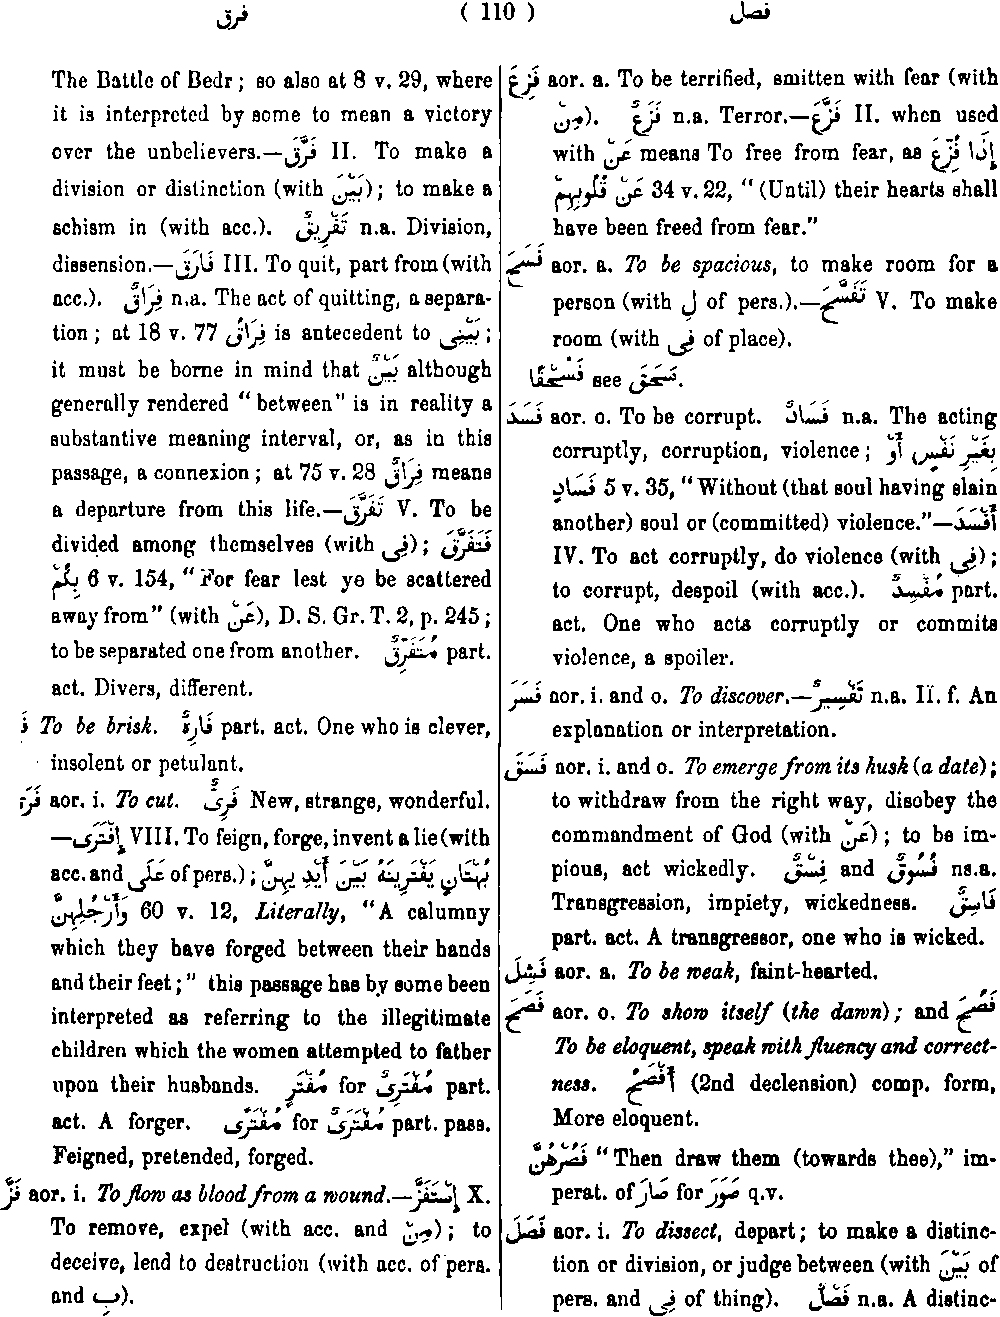 فرق ( 110 ) فصل
The Battle of Bedr; so also at 8 v. 29, where
it is interpreted by some to mean a victory
over the unbelievers.—فَرَّقَ II. To make a
division or distinction (with بَيْنَ); to make a
schism in (with acc.). تَفْرِيقٌ n.a. Division,
dissension.—فَارَقَ III. To quit, part from (with
acc.). فِرَاقٌ n.a. The act of quitting, a separa-
tion; at 18 v. 77 فِرَاقُ is antecedent to بَيْنِي;
it must be borne in mind that بَيْنٌ although
generally rendered “between” is in reality a
substantive meaning interval, or, as in this
passage, a connexion; at 75 v. 28 فِرَاقٌ means
a departure from this life.—تَفَرَّقَ V. To be
divided among themselves (with فِي); فَتَفَرَّقَ
بِكُمْ 6 v. 154, “For fear lest ye be scattered
away from” (with عَنْ), D. S. Gr. T. 2, p. 245;
to be separated one from another. مُتَفَرِّقٌ part.
act. Divers, different.
To be brisk. فَارِهٌ part. act. One who is clever,
insolent or petulant.
aor. i. To cut. فَرِيٌّ New, strange, wonderful.
—إِفْتَرَى VIII. To feign, forge, invent a lie (with
acc. and عَلَى of pers.); بُهْتَانٍ يَفْتَرِينَهُ بَيْنَ أَيْدِيهِنَّ
وَأَرْجُلِهِنَّ 60 v. 12, Literally, “A calumny
which they have forged between their hands
and their feet;” this passage has by some been
interpreted as referring to the illegitimate
children which the women attempted to father
upon their husbands. مُفْتَرٍ for مُفْتَرِىٌ part.
act. A forger. مُفْتَرًى for مُفْتَرَىٌ part. pass.
Feigned, pretended, forged.
فَزَّ aor. i. To flow as blood from a wound.—إِسْتَفَزَّ X.
To remove, expel (with acc. and مِنْ); to
deceive, lead to destruction (with acc. of pers.
and بِ).
فَزِعَ aor. a. To be terrified, smitten with fear (with
مِنْ). فَزَعٌ n.a. Terror.—فَزَّعَ II. when used
with عَنْ means To free from fear, as إِذَا فُزِّعَ
عَنْ قُلُوبِهِمْ 34 v. 22, “(Until) their hearts shall
have been freed from fear.”
فَسَحَ aor. a. To be spacious, to make room for a
person (with لِ of pers.).—تَفَسَّحَ V. To make
room (with فِي of place).
فَسُحْقًا see سَحَقَ.
فَسَدَ aor. o. To be corrupt. فَسَادٌ n.a. The acting
corruptly, corruption, violence; بِغَيْرِ نَفْسٍ أَوْ
فَسَادٍ 5 v. 35, “Without (that soul having slain
another) soul or (committed) violence.”—أَفْسَدَ
IV. To act corruptly, do violence (with فِي);
to corrupt, despoil (with acc.). مُفْسِدٌ part.
act. One who acts corruptly or commits
violence, a spoiler.
فَسَرَ aor. i. and o. To discover.—تَفْسِيرٌ n.a. II. f. An
explanation or interpretation.
فَسَقَ aor. i. and o. To emerge from its husk (a date);
to withdraw from the right way, disobey the
commandment of God (with عَنْ); to be im-
pious, act wickedly. فِسْقٌ and فُسُوقٌ ns.a.
Transgression, impiety, wickedness. فَاسِقٌ
part. act. A transgressor, one who is wicked.
فَشِلَ aor. a. To be weak, faint-hearted.
فَصَحَ aor. o. To show itself (the dawn); and فَصُحَ
To be eloquent, speak with fluency and correct-
ness. أَفْصَحُ (2nd declension) comp. form,
More eloquent.
فَصُرْهُنَّ “Then draw them (towards thee),” im-
perat. of صَارَ for صَوَرَ q.v.
فَصَلَ aor. i. To dissect, depart; to make a distinc-
tion or division, or judge between (with بَيْنَ of
pers. and فِي of thing). فَصْلٌ n.a. A distinc-